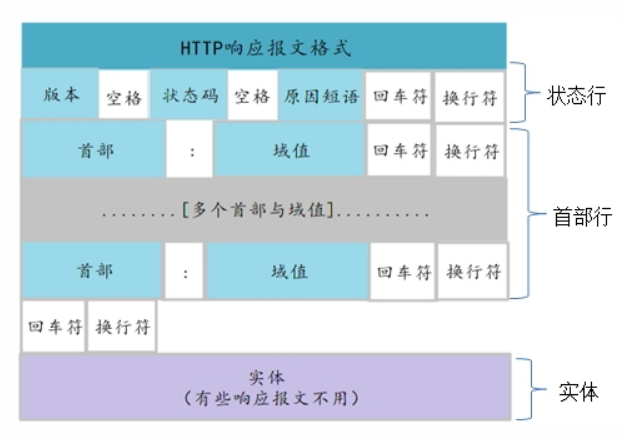 HTTP响应报文格式
版本 空格 状态码 空格 原因短语 回车符 换行符 状态行
首部 : 域值 回车符 换行符
........[多个首部与域值].......... 首部行
首部 : 域值 回车符 换行符
回车符 换行符
实体
(有些响应报文不用) 实体